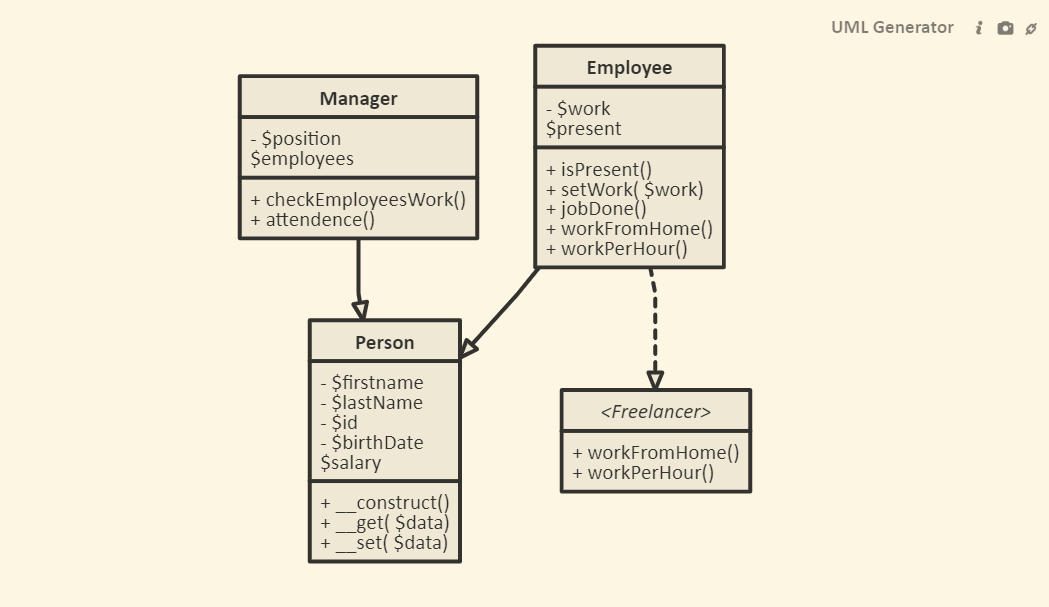 UML Generator
Manager
- $position
$employees
+ checkEmployeesWork()
+ attendence()
Employee
- $work
$present
+ isPresent()
+ setWork( $work)
+ jobDone()
+ workFromHome()
+ workPerHour()
Person
- $firstname
- $lastName
- $id
- $birthDate
$salary
+ __construct()
+ __get( $data)
+ __set( $data)
<Freelancer>
+ workFromHome()
+ workPerHour()